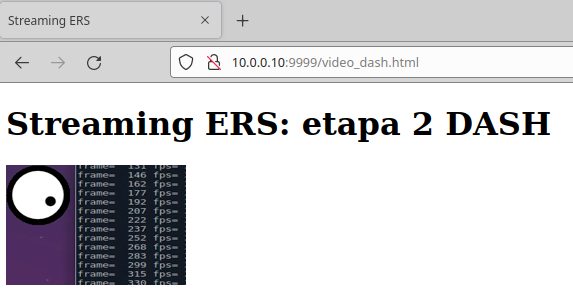 Streaming ERS
10.0.0.10:9999/video_dash.html
Streaming ERS: etapa 2 DASH
frame= 131 fps=
frame= 146 fps=
frame= 162 fps=
frame= 177 fps=
frame= 192 fps=
frame= 207 fps=
frame= 222 fps=
frame= 237 fps=
frame= 252 fps=
frame= 268 fps=
frame= 283 fps=
frame= 299 fps=
frame= 315 fps=
frame= 330 fps=